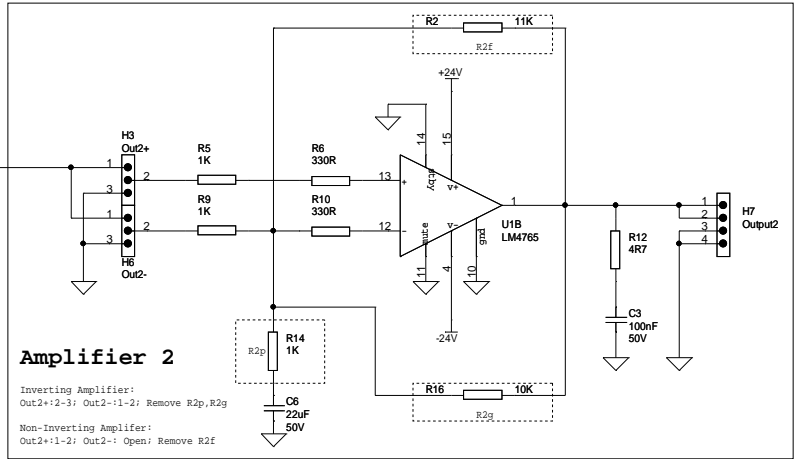 R2 11K
R2f
+24V
14
15
H3
Out2+
R5
1K
R6
330R
1
2
3
13
+
stby
v+
1
R9
1K
R10
330R
1
2
3
12
-
mute
v-
gnd
U1B
LM4765
H6
Out2-
11
4
10
1
2
3
4
H7
Output2
R12
4R7
C3
100nF
50V
-24V
R2p
R14
1K
Amplifier 2
R16 10K
R2g
Inverting Amplifier:
Out2+:2-3; Out2-:1-2; Remove R2p,R2g
C6
22uF
50V
Non-Inverting Amplifer:
Out2+:1-2; Out2-: Open; Remove R2f